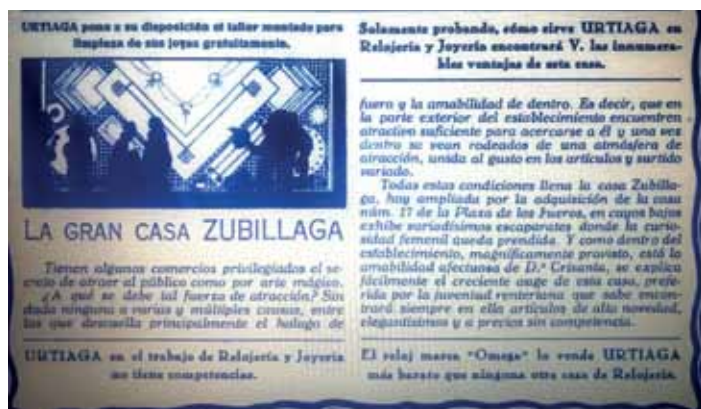 URTIAGA pone a su disposición el taller montado para
limpieza de sus joyas gratuitamente.
LA GRAN CASA ZUBILLAGA
Tienen algunos comercios privilegiados el se-
creto de atraer al público como por arte mágico.
¿A qué se debe tal fuerza de atracción? Sin
duda ninguna a varias y múltiples causas, entre
las que descuella principalmente el halago de
URTIAGA en el trabajo de Relojería y Joyería
no tiene competencias.
Solamente probando, cómo sirve URTIAGA en
Relojería y Joyería encontrará V. las innumera-
bles ventajas de esta casa.
fuera y la amabilidad de dentro. Es decir, que en
la parte exterior del establecimiento encuentren
atractivo suficiente para acercarse a él y una vez
dentro se vean rodeados de una atmósfera de
atracción, unida al gusto en los artículos y surtido
variado.
Todas estas condiciones llena la casa Zubilla-
ga, hoy ampliada por la adquisición de la casa
núm. 17 de la Plaza de los Fueros, en cuyos bajos
exhibe variadísimos escaparates donde la curio-
sidad femenil queda prendida. Y como dentro del
establecimiento, magníficamente provisto, está la
amabilidad afectuosa de D.ª Crisanta, se explica
fácilmente el creciente auge de esta casa, prefe-
rida por la juventud renteriana que sabe encon-
trará siempre en ella artículos de alta novedad,
elegantísimos y a precios sin competencia.
El reloj marca "Omega" lo vende URTIAGA
más barato que ninguna otra casa de Relojería.